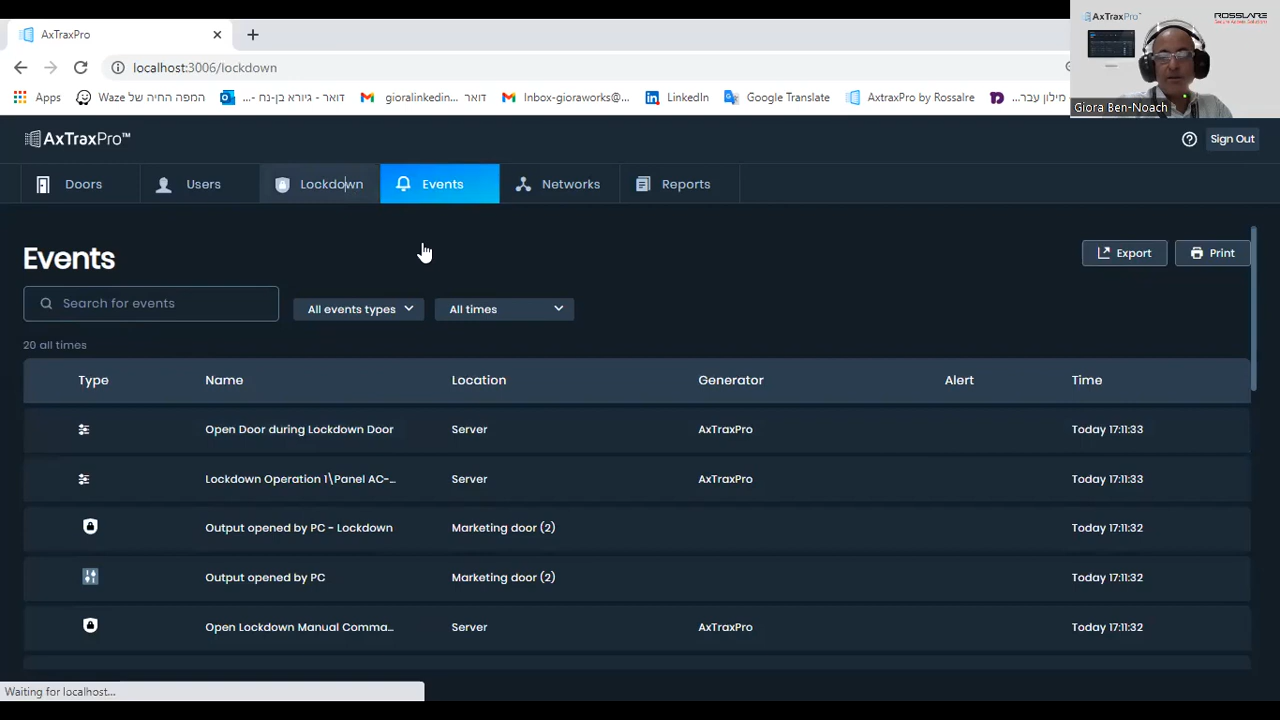 AxTraxPro
localhost:3006/lockdown
Apps Waze המפה החיה של דואר - גיורא בן-נח -... gioralinkedin... דואר Inbox-gioraworks@... LinkedIn Google Translate AxtraxPro by Rossalre מילון עבר...
AxTraxPro™ ROSSLARE
Giora Ben-Noach
AxTraxPro™ Sign Out
Doors Users Lockdown Events Networks Reports
Events Export Print
Search for events All events types All times
20 all times
Type Name Location Generator Alert Time
Open Door during Lockdown Door Server AxTraxPro Today 17:11:33
Lockdown Operation 1\Panel AC-... Server AxTraxPro Today 17:11:33
Output opened by PC - Lockdown Marketing door (2) Today 17:11:32
Output opened by PC Marketing door (2) Today 17:11:32
Open Lockdown Manual Comma... Server AxTraxPro Today 17:11:32
Waiting for localhost...